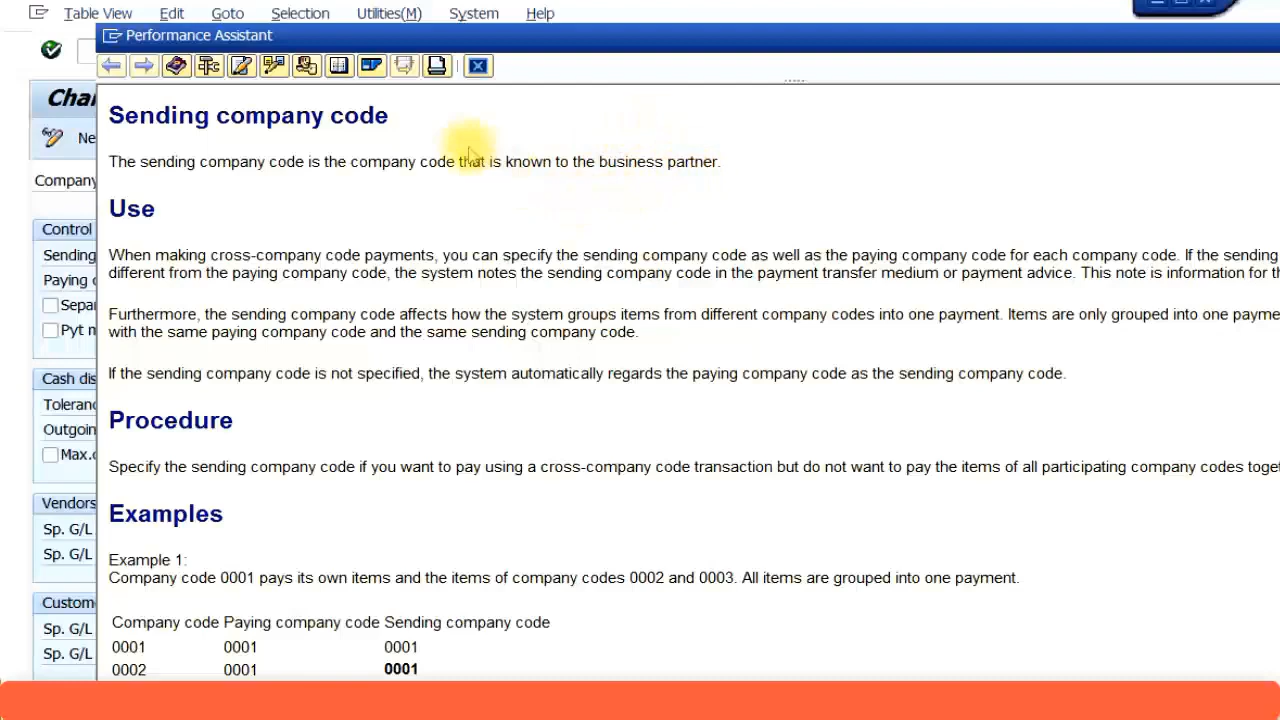 Table View Edit Goto Selection Utilities(M) System Help
Performance Assistant
Sending company code
The sending company code is the company code that is known to the business partner.
Use
When making cross-company code payments, you can specify the sending company code as well as the paying company code for each company code. If the sending
different from the paying company code, the system notes the sending company code in the payment transfer medium or payment advice. This note is information for
Furthermore, the sending company code affects how the system groups items from different company codes into one payment. Items are only grouped into one
with the same paying company code and the same sending company code.
If the sending company code is not specified, the system automatically regards the paying company code as the sending company code.
Procedure
Specify the sending company code if you want to pay using a cross-company code transaction but do not want to pay the items of all participating company codes
Examples
Example 1:
Company code 0001 pays its own items and the items of company codes 0002 and 0003. All items are grouped into one payment.
Company code Paying company code Sending company code
0001 0001 0001
0002 0001 0001
Company
Control
Sending
Paying
Pyt
Cash
Max.
Vendors
Sp. G/L
Sp. G/L
Sp. G/L
Sp. G/L